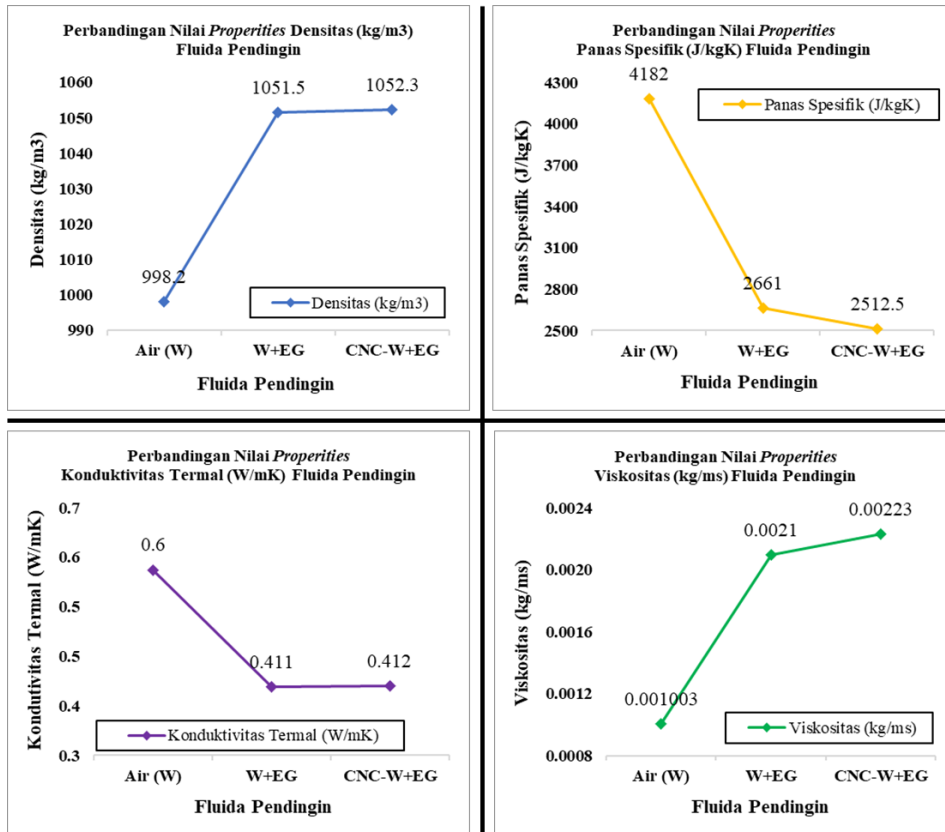 Perbandingan Nilai Properities Densitas (kg/m3)
Fluida Pendingin
1060
1050
1040
1030
1020
1010
1000
990
Densitas (kg/m3)
998.2
1051.5
1052.3
Densitas (kg/m3)
Air (W)
W+EG
CNC-W+EG
Fluida Pendingin
Perbandingan Nilai Properities
Panas Spesifik (J/kgK) Fluida Pendingin
4300
4000
3700
3400
3100
2800
2500
Panas Spesifik (J/kgK)
4182
2661
2512.5
Panas Spesifik (J/kgK)
Air (W)
W+EG
CNC-W+EG
Fluida Pendingin
Perbandingan Nilai Properities
Konduktivitas Termal (W/mK) Fluida Pendingin
0.7
0.6
0.5
0.5
0.4
0.3
Kondutivitas Termal (W/mK)
0.6
0.411
0.412
Konduktivitas Termal (W/mK)
Air (W)
W+EG
CNC-W+EG
Fluida Pendingin
Perbandingan Nilai Properities
Viskositas (kg/ms) Fluida Pendingin
0.0024
0.0020
0.0016
0.0012
0.0008
Viskositas (kg/ms)
0.001003
0.0021
0.00223
Viskositas (kg/ms)
Air (W)
W+EG
CNC-W+EG
Fluida Pendingin